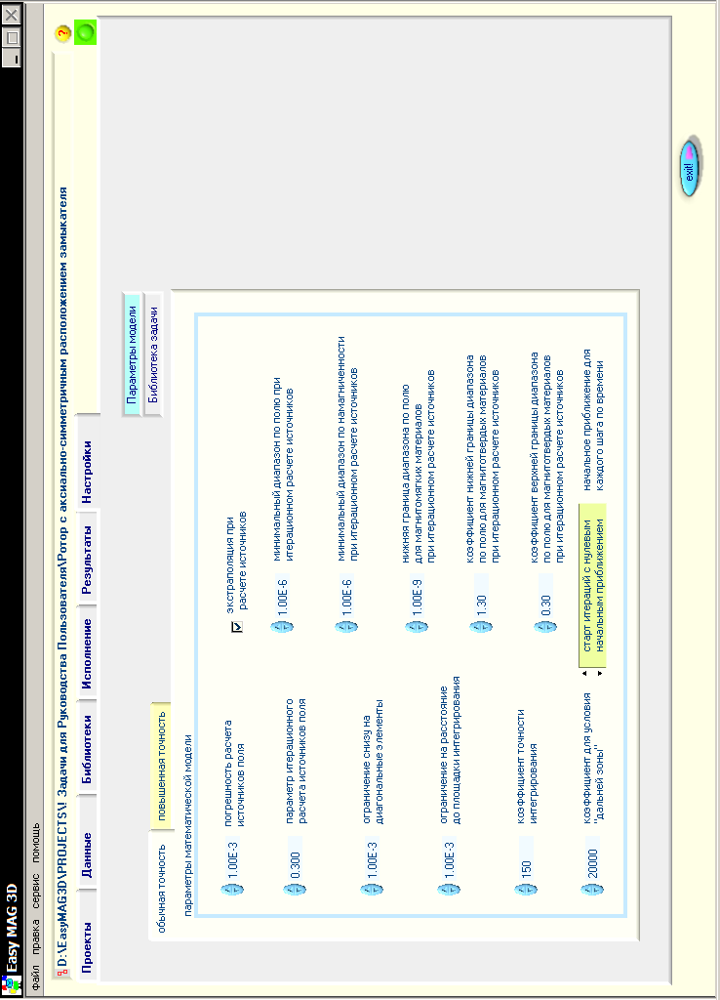 Easy MAG 3D
файл правка сервис помощь
D:\EasyMAG3D\PROJECTS\! Задачи для Руководства Пользователя\Ротор с аксиально-симметричным расположением замыкателя
?
Проекты
Данные
Библиотеки
Исполнение
Результаты
Настройки
Параметры модели
Библиотека задачи
обычная точность
повышенная точность
параметры математической модели
1.00E-3
погрешность расчета
источников поля
0.300
параметр итерационного
расчета источников поля
1.00E-3
ограничение снизу на
диагональные элементы
1.00E-3
ограничение на расстояние
до площадки интегрирования
150
коэффициент точности
интегрирования
20000
коэффициент для условия
"дальней зоны"
экстраполяция при
расчете источников
1.00E-6
минимальный диапазон по полю при
итерационном расчете источников
1.00E-6
минимальный диапазон по намагниченности
при итерационном расчете источников
1.00E-9
нижняя граница диапазона по полю
для магнитомягких материалов
при итерационном расчете источников
1.30
коэффициент нижней границы диапазона
по полю для магнитотвердых материалов
при итерационном расчете источников
0.30
коэффициент верхней границы диапазона
по полю для магнитотвердых материалов
при итерационном расчете источников
старт итераций с нулевым
начальным приближением
начальное приближение для
каждого шага по времени
exit!